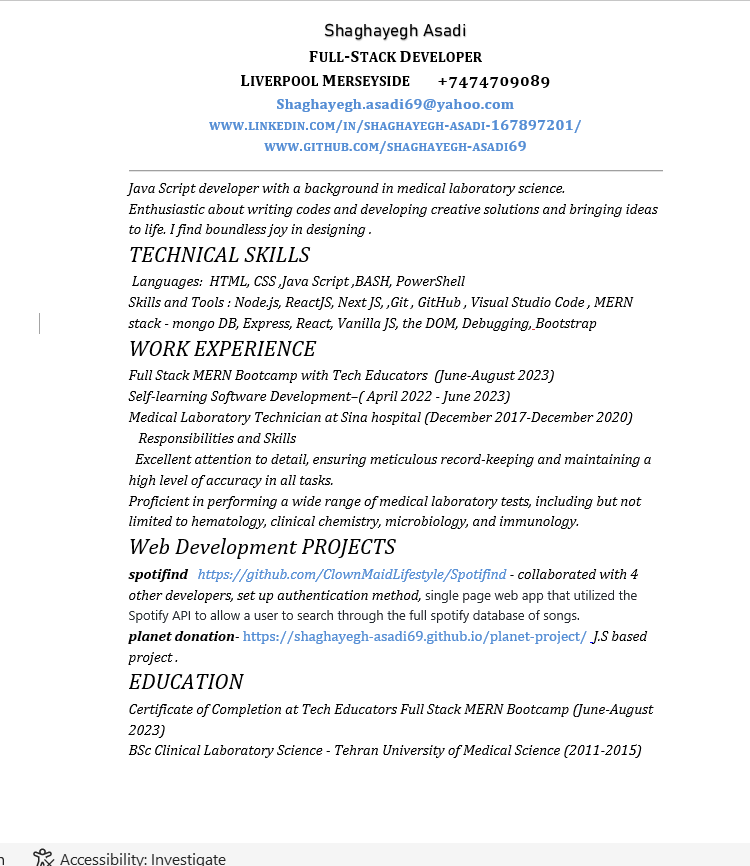 Shaghayegh Asadi
FULL-STACK DEVELOPER
LIVERPOOL MERSEYSIDE +7474709089
Shaghayegh.asadi69@yahoo.com
WWW.LINKEDIN.COM/IN/SHAGHAYEGH-ASADI-167897201/
WWW.GITHUB.COM/SHAGHAYEGH-ASADI69
Java Script developer with a background in medical laboratory science.
Enthusiastic about writing codes and developing creative solutions and bringing ideas
to life. I find boundless joy in designing .
TECHNICAL SKILLS
Languages: HTML, CSS ,Java Script ,BASH, PowerShell
Skills and Tools : Node.js, ReactJS, Next JS, ,Git , GitHub , Visual Studio Code , MERN
stack - mongo DB, Express, React, Vanilla JS, the DOM, Debugging, Bootstrap
WORK EXPERIENCE
Full Stack MERN Bootcamp with Tech Educators (June-August 2023)
Self-learning Software Development–( April 2022 - June 2023)
Medical Laboratory Technician at Sina hospital (December 2017-December 2020)
Responsibilities and Skills
Excellent attention to detail, ensuring meticulous record-keeping and maintaining a
high level of accuracy in all tasks.
Proficient in performing a wide range of medical laboratory tests, including but not
limited to hematology, clinical chemistry, microbiology, and immunology.
Web Development PROJECTS
spotifind https://github.com/ClownMaidLifestyle/Spotifind - collaborated with 4
other developers, set up authentication method, single page web app that utilized the
Spotify API to allow a user to search through the full spotify database of songs.
planet donation- https://shaghayegh-asadi69.github.io/planet-project/ J.S based
project .
EDUCATION
Certificate of Completion at Tech Educators Full Stack MERN Bootcamp (June-August
2023)
BSc Clinical Laboratory Science - Tehran University of Medical Science (2011-2015)
Accessibility: Investigate